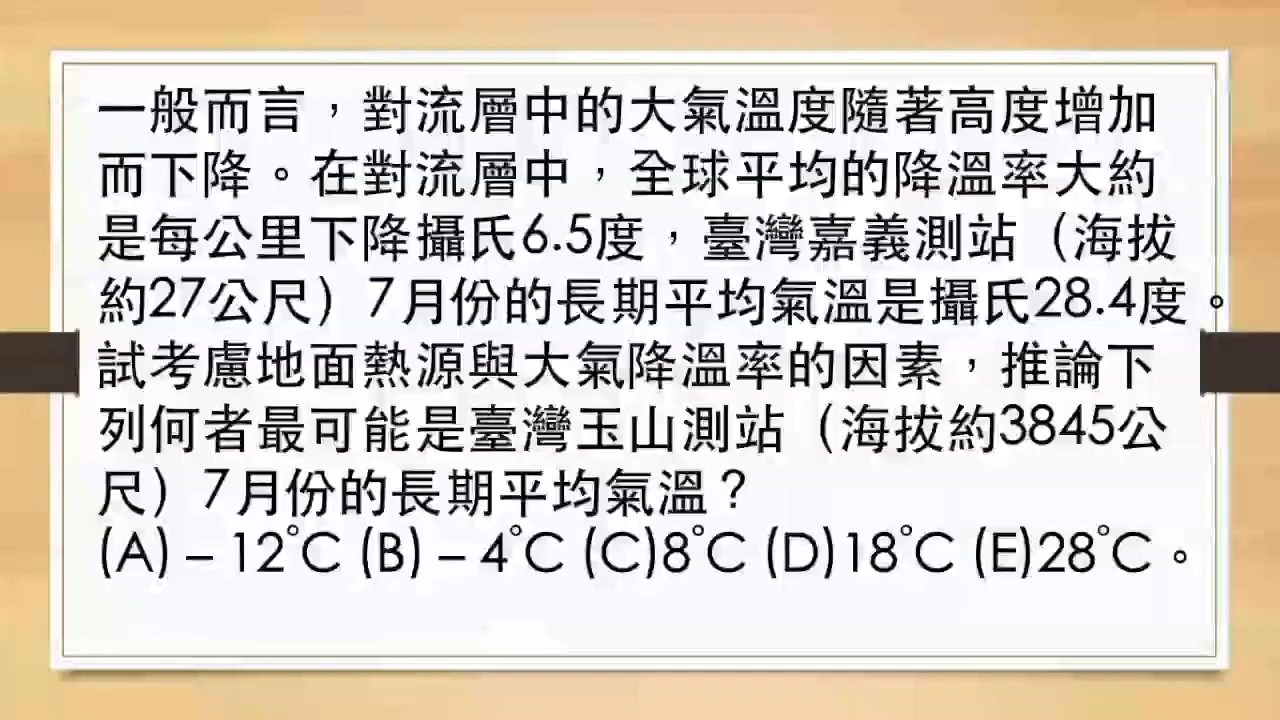 一般而言，對流層中的大氣溫度隨著高度增加
而下降。在對流層中，全球平均的降溫率大約
是每公里下降攝氏6.5度，臺灣嘉義測站（海拔
約27公尺）7月份的長期平均氣溫是攝氏28.4度。
試考慮地面熱源與大氣降溫率的因素，推論下
列何者最可能是臺灣玉山測站（海拔約3845公
尺）7月份的長期平均氣溫？
(A) – 12°C (B) – 4°C (C)8°C (D)18°C (E)28°C。